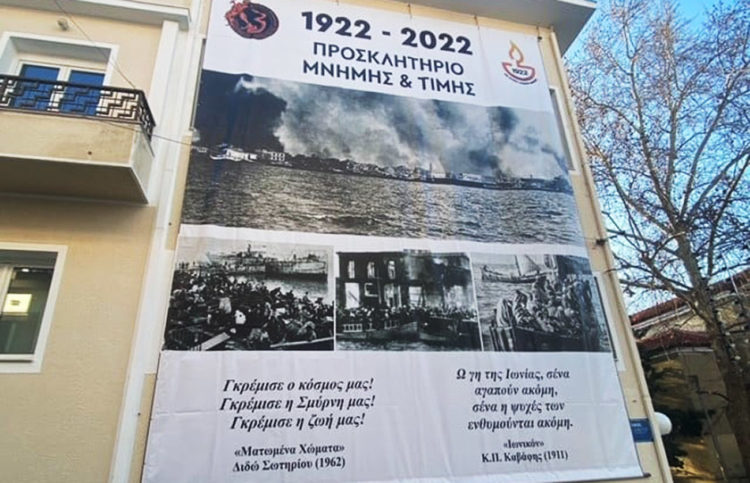 1922 - 2022
ΠΡΟΣΚΛΗΤΗΡΙΟ
ΜΝΗΜΗΣ & ΤΙΜΗΣ
1922
Γκρέμισε ο κόσμος μας!
Γκρέμισε η Σμύρνη μας!
Γκρέμισε η ζωή μας!
«Ματωμένα Χώματα»
Διδώ Σωτηρίου (1962)
Ω γη της Ιωνίας, σένα
αγαπούν ακόμη,
σένα η ψυχές των
ενθυμούνται ακόμη.
«Ιωνικόν»
Κ.Π. Καβάφης (1911)